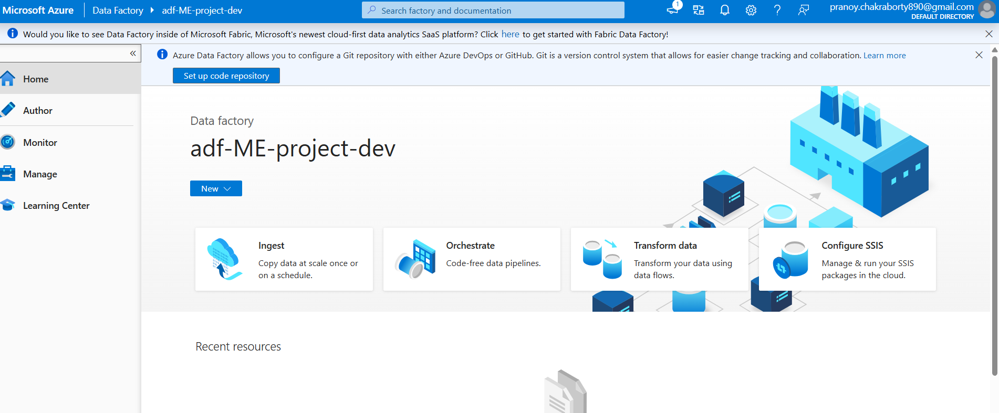 Microsoft Azure
Data Factory
adf-ME-project-dev
Search factory and documentation
1
pranoy.chakraborty890@gmail.com
DEFAULT DIRECTORY
Would you like to see Data Factory inside of Microsoft Fabric, Microsoft's newest cloud-first data analytics SaaS platform? Click here to get started with Fabric Data Factory!
Azure Data Factory allows you to configure a Git repository with either Azure DevOps or GitHub. Git is a version control system that allows for easier change tracking and collaboration. Learn more
Set up code repository
Home
Author
Monitor
Manage
Learning Center
Data factory
adf-ME-project-dev
New
Ingest
Copy data at scale once or
on a schedule.
Orchestrate
Code-free data pipelines.
Transform data
Transform your data using
data flows.
Configure SSIS
Manage & run your SSIS
packages in the cloud.
Recent resources